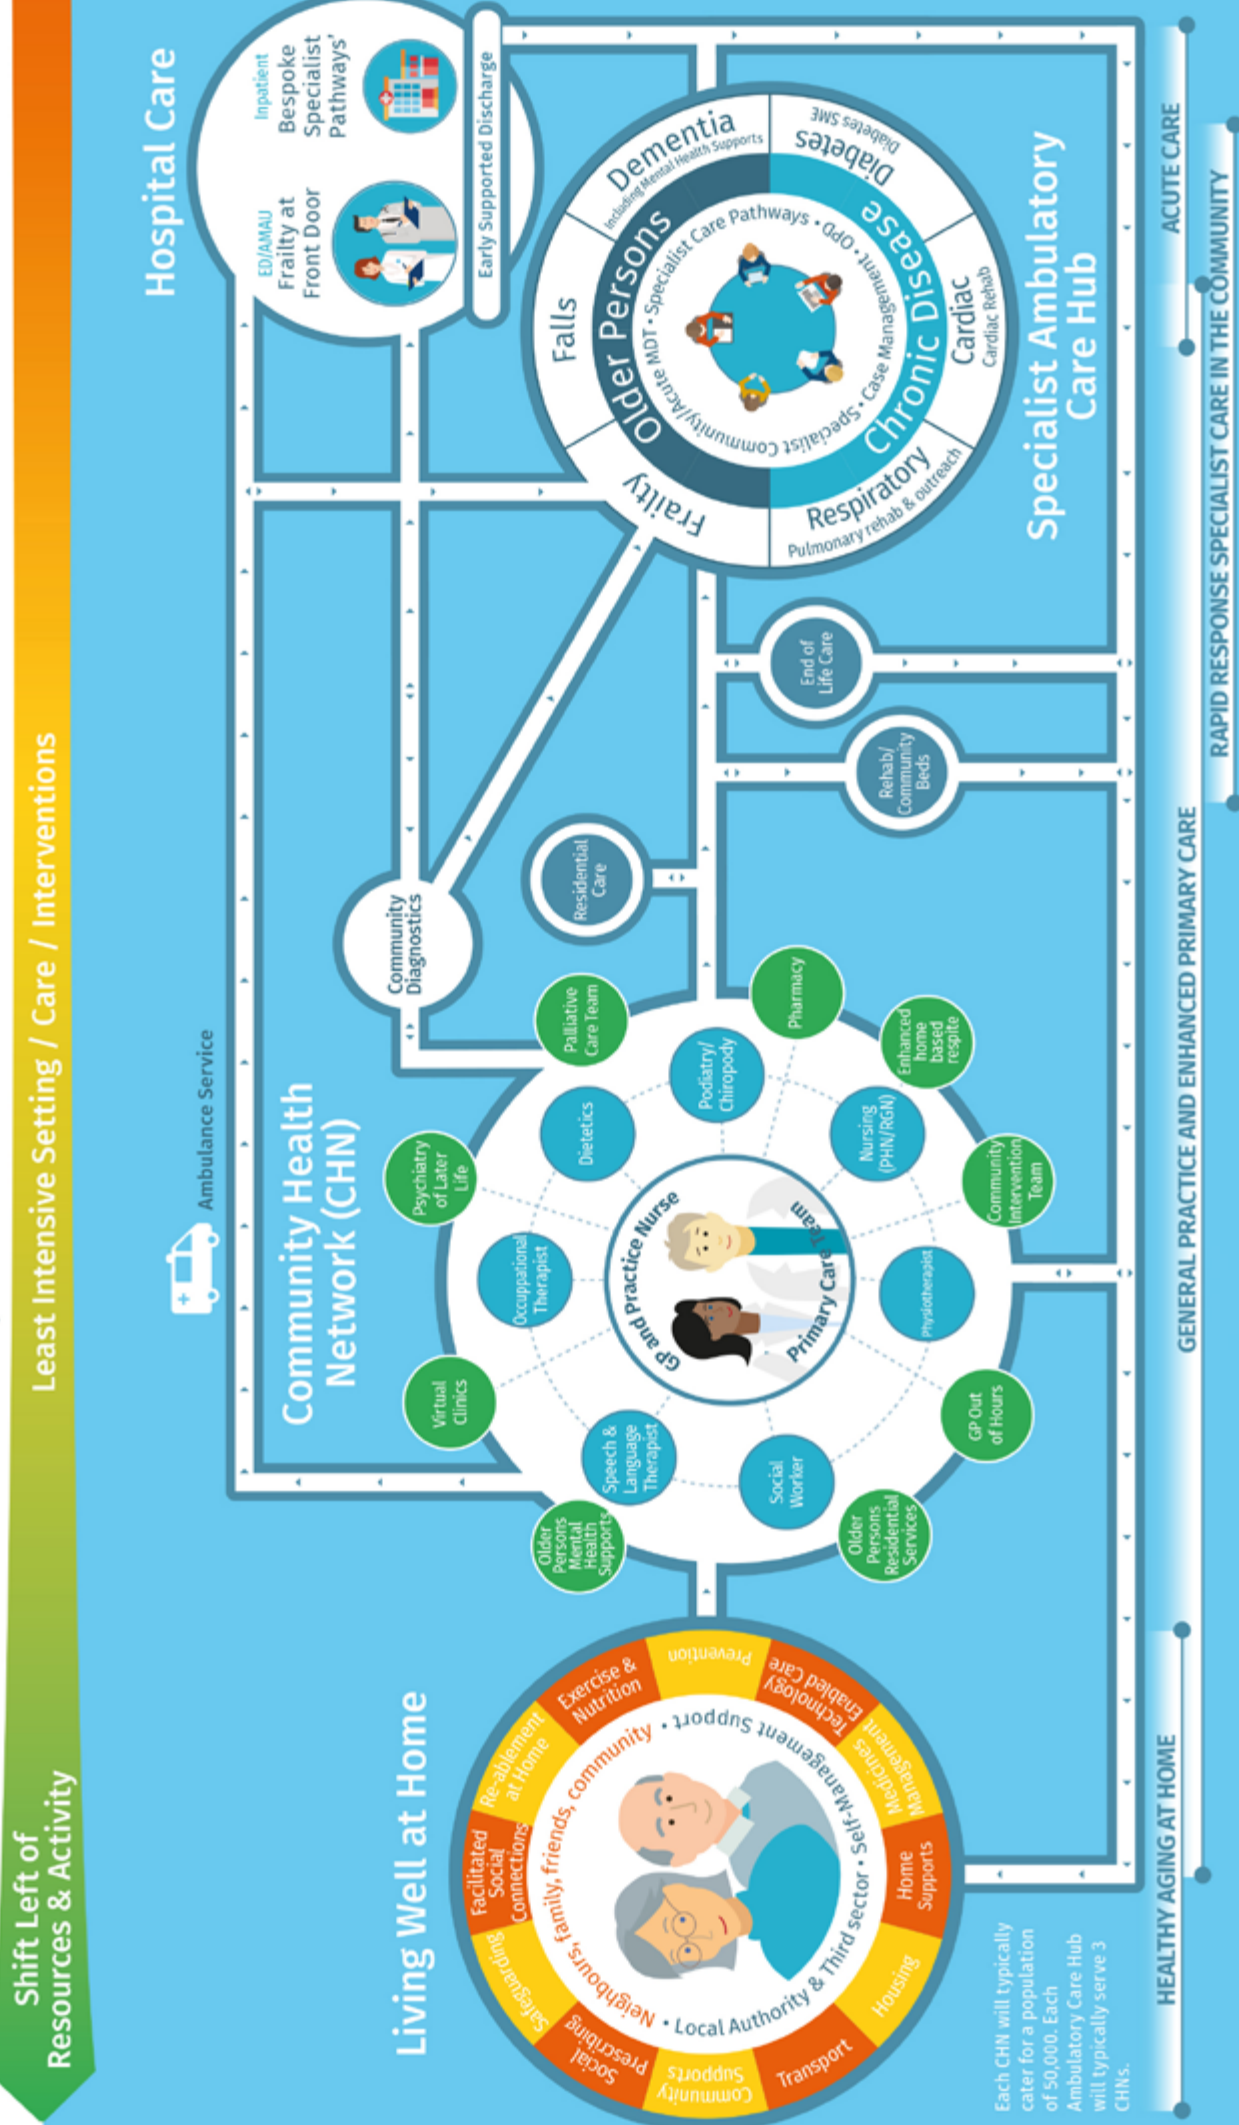 Shift Left of
Resources & Activity
Least Intensive Setting / Care / Interventions
Living Well at Home
Neighbours, family, friends, community • Self-Management Support • Local Authority & Third sector •
Prevention
Technology
Enabled Care
Medicines
Management
Home
Supports
Housing
Transport
Community
Supports
Social
Prescribing
Safeguarding
Facilitated
Social
Connections
Re-ablement
at Home
Exercise &
Nutrition
Each CHN will typically
cater for a population
of 50,000. Each
Ambulatory Care Hub
will typically serve 3
CHNs.
Ambulance Service
Community Health
Network (CHN)
GP and Practice Nurse
Primary Care Team
Occuppational
Therapist
Dietetics
Podiatry/
Chiropody
Nursing
(PHN/RGN)
Physiotherapist
Social
Worker
Speech &
Language
Therapist
Virtual
Clinics
Psychiatry
of Later
Life
Palliative
Care Team
Pharmacy
Enhanced
home
based
respite
Community
Intervention
Team
GP Out
of Hours
Older
Persons
Residential
Services
Older
Persons
Mental
Health
Supports
Community
Diagnostics
Residential
Care
Rehab/
Community
Beds
End of
Life Care
Hospital Care
ED/AMAU
Frailty at
Front Door
Inpatient
Bespoke
Specialist
Pathways'
Early Supported Discharge
Specialist Ambulatory
Care Hub
Older Persons
Chronic Disease
Specialist Community/Acute MDT • Specialist Care Pathways • OPD • Case Management •
Frailty
Falls
Dementia
Including Mental Health Supports
Diabetes
Diabetes SME
Cardiac
Cardiac Rehab
Respiratory
Pulmonary rehab & outreach
HEALTHY AGING AT HOME
GENERAL PRACTICE AND ENHANCED PRIMARY CARE
ACUTE CARE
RAPID RESPONSE SPECIALIST CARE IN THE COMMUNITY